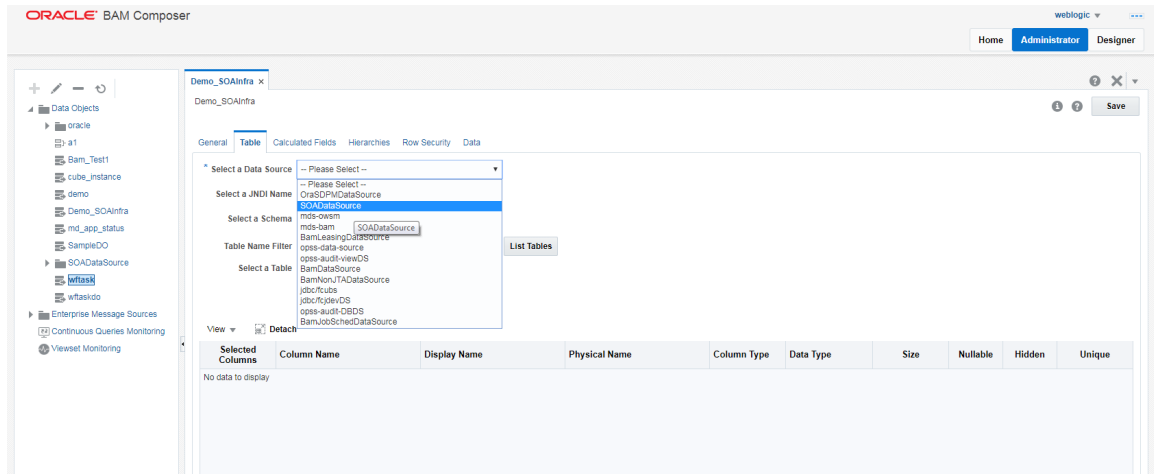 ORACLE® BAM Composer
weblogic
Home Administrator Designer
Data Objects
oracle
a1
Bam_Test1
cube_instance
demo
Demo_SOAInfra
md_app_status
SampleDO
SOADataSource
wftask
wftaskdo
Enterprise Message Sources
Continuous Queries Monitoring
Viewset Monitoring
Demo_SOAInfra ×
Demo_SOAInfra
Save
General Table Calculated Fields Hierarchies Row Security Data
* Select a Data Source -- Please Select --
Select a JNDI Name
Select a Schema
Table Name Filter
List Tables
Select a Table
-- Please Select --
OraSDPMDataSource
SOADataSource
mds-owsm
mds-bam
SOADataSource
BamLeasingDataSource
opss-data-source
opss-audit-viewDS
BamDataSource
BamNonJTADataSource
jdbc/fcubs
jdbc/fcjdevDS
opss-audit-DBDS
BamJobSchedDataSource
View Detach
Selected Columns Column Name Display Name Physical Name Column Type Data Type Size Nullable Hidden Unique
No data to display